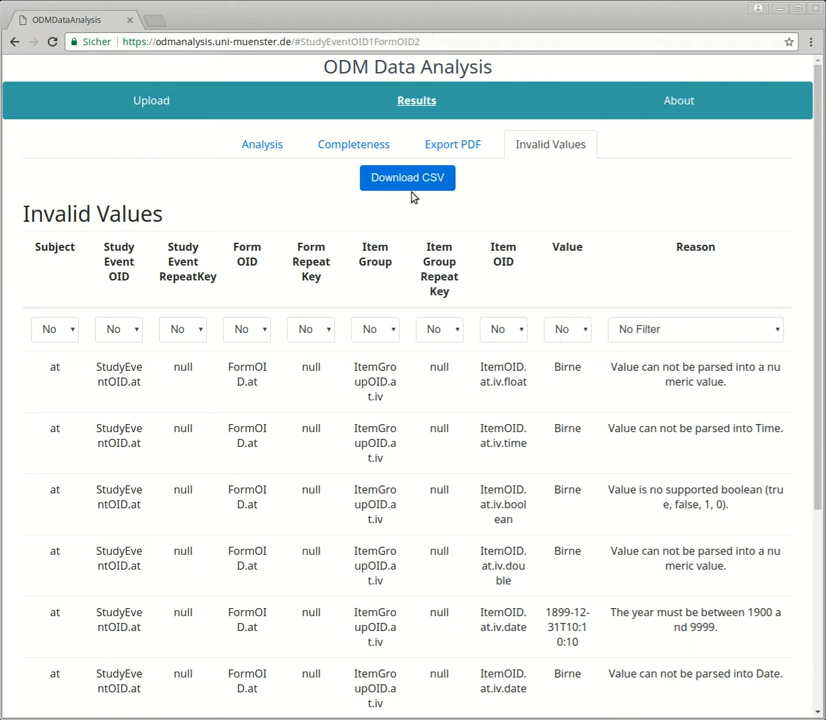 ODMDataAnalysis
Sicher https://odmanalysis.uni-muenster.de/#StudyEventOID1FormOID2
ODM Data Analysis
Upload Results About
Analysis Completeness Export PDF Invalid Values
Download CSV
Invalid Values
Subject Study Event OID Study Event RepeatKey Form OID Form Repeat Key Item Group Item Group Repeat Key Item OID Value Reason
No No No No No No No No No No Filter
at StudyEve null FormOI null ItemGro null ItemOID. Birne Value can not be parsed into a nu
ntOID.at D.at upOID.a at.iv.float meric value.
t.iv
at StudyEve null FormOI null ItemGro null ItemOID. Birne Value can not be parsed into Time.
ntOID.at D.at upOID.a at.iv.time
t.iv
at StudyEve null FormOI null ItemGro null ItemOID. Birne Value is no supported boolean (tru
ntOID.at D.at upOID.a at.iv.bool e, false, 1, 0).
t.iv ean
at StudyEve null FormOI null ItemGro null ItemOID. Birne Value can not be parsed into a nu
ntOID.at D.at upOID.a at.iv.dou meric value.
t.iv ble
at StudyEve null FormOI null ItemGro null ItemOID. 1899-12- The year must be between 1900 a
ntOID.at D.at upOID.a at.iv.date 31T10:1 nd 9999.
t.iv 0:10
at StudyEve null FormOI null ItemGro null ItemOID. Birne Value can not be parsed into Date.
ntOID.at D.at upOID.a at.iv.date
t.iv